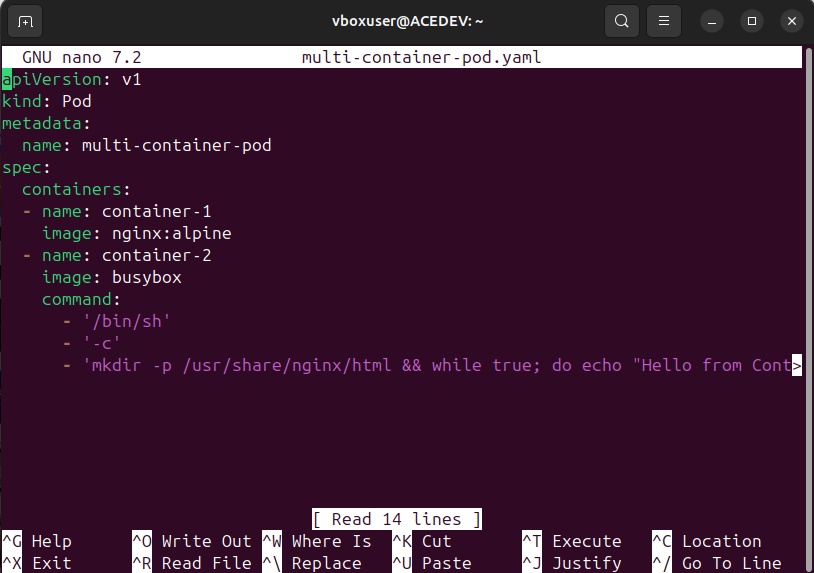 vboxuser@ACEDEV: ~
GNU nano 7.2 multi-container-pod.yaml
apiVersion: v1
kind: Pod
metadata:
  name: multi-container-pod
spec:
  containers:
  - name: container-1
    image: nginx:alpine
  - name: container-2
    image: busybox
    command:
      - '/bin/sh'
      - '-c'
      - 'mkdir -p /usr/share/nginx/html && while true; do echo "Hello from Cont>
[ Read 14 lines ]
^G Help ^O Write Out ^W Where Is ^K Cut ^T Execute ^C Location
^X Exit ^R Read File ^\ Replace ^U Paste ^J Justify ^/ Go To Line